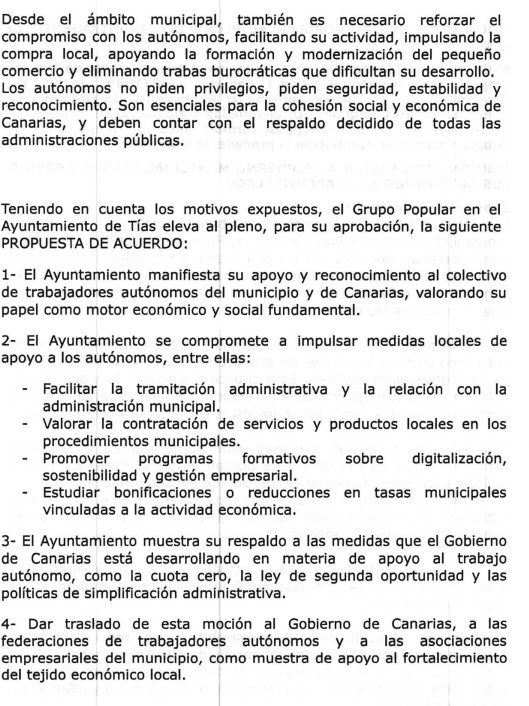 Desde el ámbito municipal, también es necesario reforzar el
compromiso con los autónomos, facilitando su actividad, impulsando la
compra local, apoyando la formación y modernización del pequeño
comercio y eliminando trabas burocráticas que dificultan su desarrollo.
Los autónomos no piden privilegios, piden seguridad, estabilidad y
reconocimiento. Son esenciales para la cohesión social y económica de
Canarias, y deben contar con el respaldo decidido de todas las
administraciones públicas.
Teniendo en cuenta los motivos expuestos, el Grupo Popular en el
Ayuntamiento de Tías eleva al pleno, para su aprobación, la siguiente
PROPUESTA DE ACUERDO:
1- El Ayuntamiento manifiesta su apoyo y reconocimiento al colectivo
de trabajadores autónomos del municipio y de Canarias, valorando su
papel como motor económico y social fundamental.
2- El Ayuntamiento se compromete a impulsar medidas locales de
apoyo a los autónomos, entre ellas:
- Facilitar la tramitación administrativa y la relación con la
administración municipal.
- Valorar la contratación de servicios y productos locales en los
procedimientos municipales.
- Promover programas formativos sobre digitalización,
sostenibilidad y gestión empresarial.
- Estudiar bonificaciones o reducciones en tasas municipales
vinculadas a la actividad económica.
3- El Ayuntamiento muestra su respaldo a las medidas que el Gobierno
de Canarias está desarrollando en materia de apoyo al trabajo
autónomo, como la cuota cero, la ley de segunda oportunidad y las
políticas de simplificación administrativa.
4- Dar traslado de esta moción al Gobierno de Canarias, a las
federaciones de trabajadores autónomos y a las asociaciones
empresariales del municipio, como muestra de apoyo al fortalecimiento
del tejido económico local.